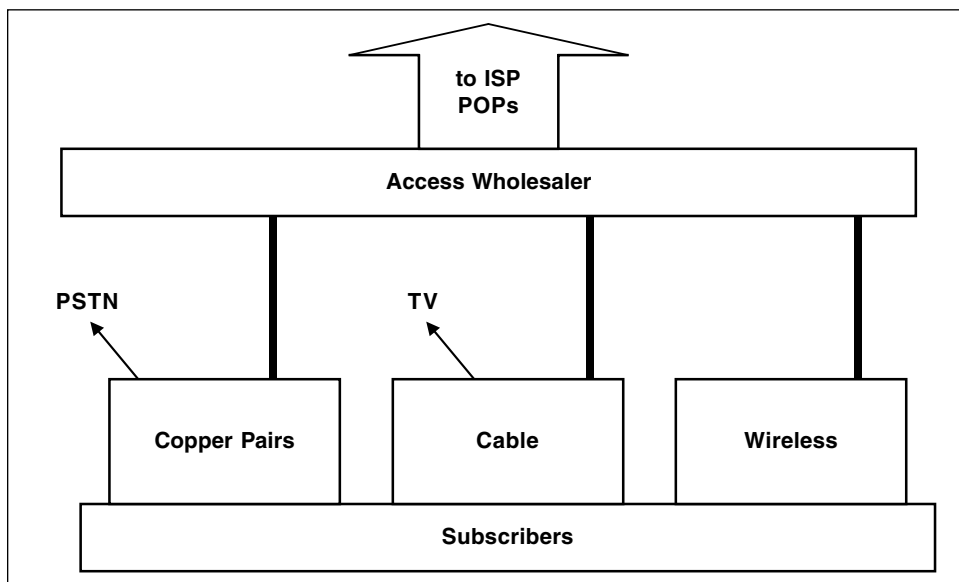 to ISP
POPs
Access Wholesaler
PSTN
TV
Copper Pairs
Cable
Wireless
Subscribers